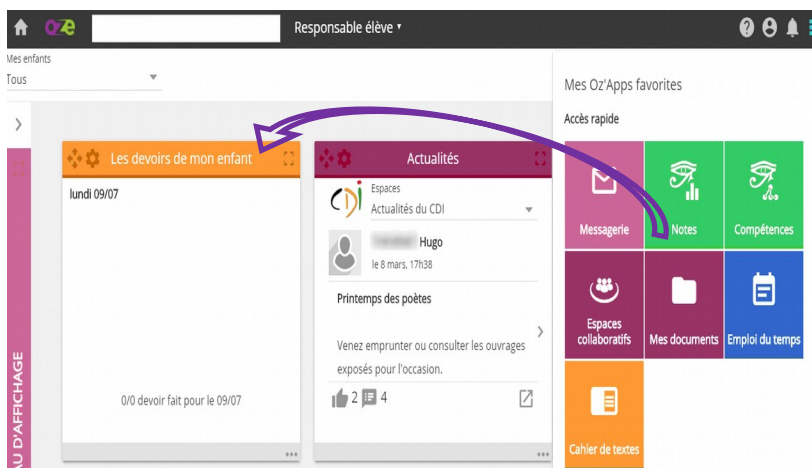 OZe
Responsable élève
Mes enfants
Tous
AU D'AFFICHAGE
Les devoirs de mon enfant
lundi 09/07
0/0 devoir fait pour le 09/07
Actualités
CDI
Espaces
Actualités du CDI
Hugo
le 8 mars, 17h38
Printemps des poètes
Venez emprunter ou consulter les ouvrages
exposés pour l'occasion.
2 4
Mes Oz'Apps favorites
Accès rapide
Messagerie
Notes
Compétences
Espaces
collaboratifs
Mes documents
Emploi du temps
Cahier de textes